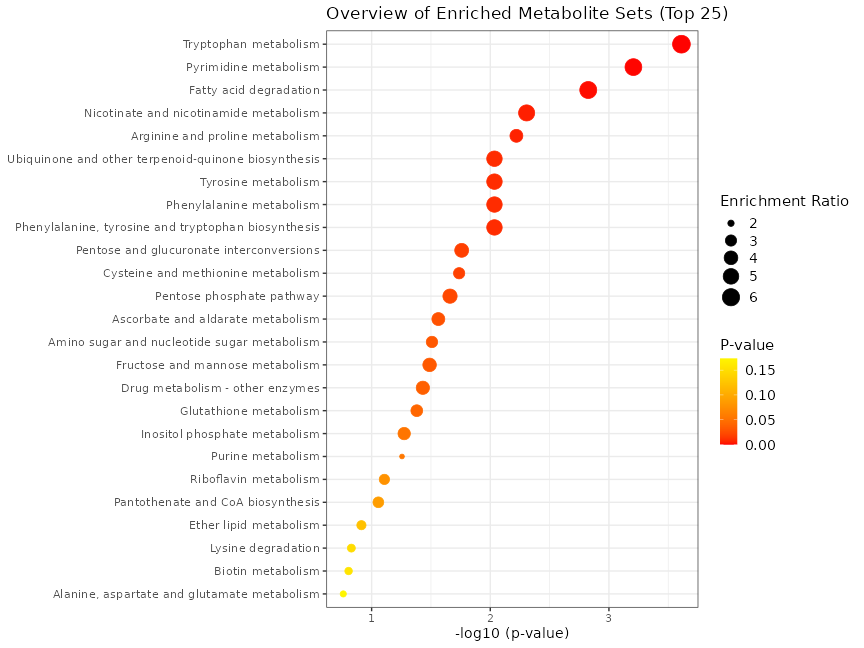 Overview of Enriched Metabolite Sets (Top 25)
Tryptophan metabolism
Pyrimidine metabolism
Fatty acid degradation
Nicotinate and nicotinamide metabolism
Arginine and proline metabolism
Ubiquinone and other terpenoid-quinone biosynthesis
Tyrosine metabolism
Phenylalanine metabolism
Phenylalanine, tyrosine and tryptophan biosynthesis
Pentose and glucuronate interconversions
Cysteine and methionine metabolism
Pentose phosphate pathway
Ascorbate and aldarate metabolism
Amino sugar and nucleotide sugar metabolism
Fructose and mannose metabolism
Drug metabolism - other enzymes
Glutathione metabolism
Inositol phosphate metabolism
Purine metabolism
Riboflavin metabolism
Pantothenate and CoA biosynthesis
Ether lipid metabolism
Lysine degradation
Biotin metabolism
Alanine, aspartate and glutamate metabolism
1 2 3
-log10 (p-value)
Enrichment Ratio
2
3
4
5
6
P-value
0.15
0.10
0.05
0.00